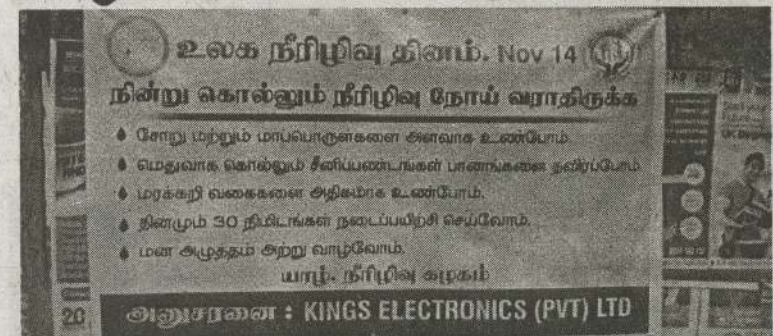 உலக நீரிழிவு தினம். Nov 14
நின்று கொல்லும் நீரிழிவு நோய் வராதிருக்க
சோறு மற்றும் மாப்பொருள்களை அளவாக உண்போம்
மெதுவாக கொல்லும் சீனிப்பண்டங்கள் பானங்களை தவிர்ப்போம்
மரக்கறி வகைகளை அதிகமாக உண்போம்.
தினமும் 30 நிமிடங்கள் நடைப்பயிற்சி செய்வோம்.
மன அழுத்தம் அற்று வாழ்வோம்.
யாழ். நீரிழிவு கழகம்
அனுசரனை : KINGS ELECTRONICS (PVT) LTD
20